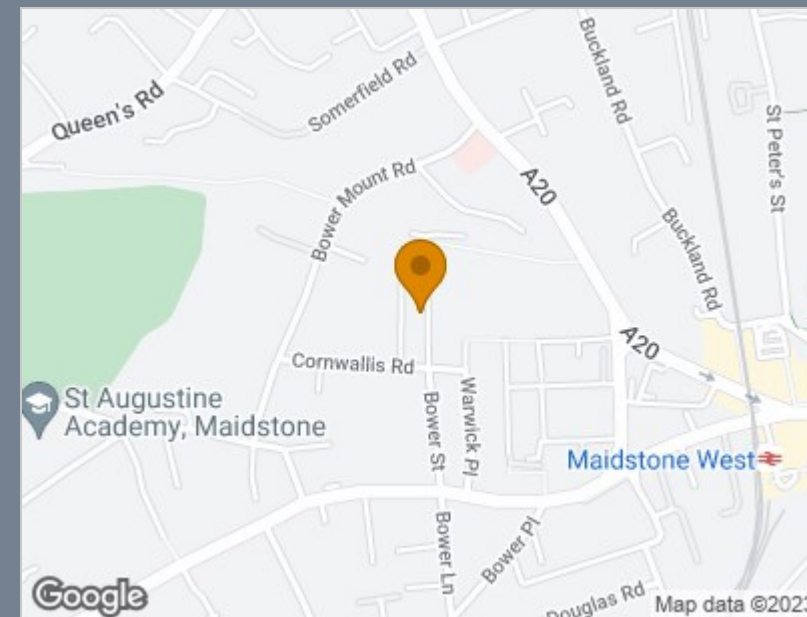 Queen's Rd
Somerfield Rd
Buckland Rd
St Peter's St
Bower Mount Rd
A20
Buckland Rd
A20
Cornwallis Rd
St Augustine
Academy, Maidstone
Bower St
Warwick Pl
Maidstone West
Bower Ln
Bower Pl
Douglas Rd
Google
Map data ©2023